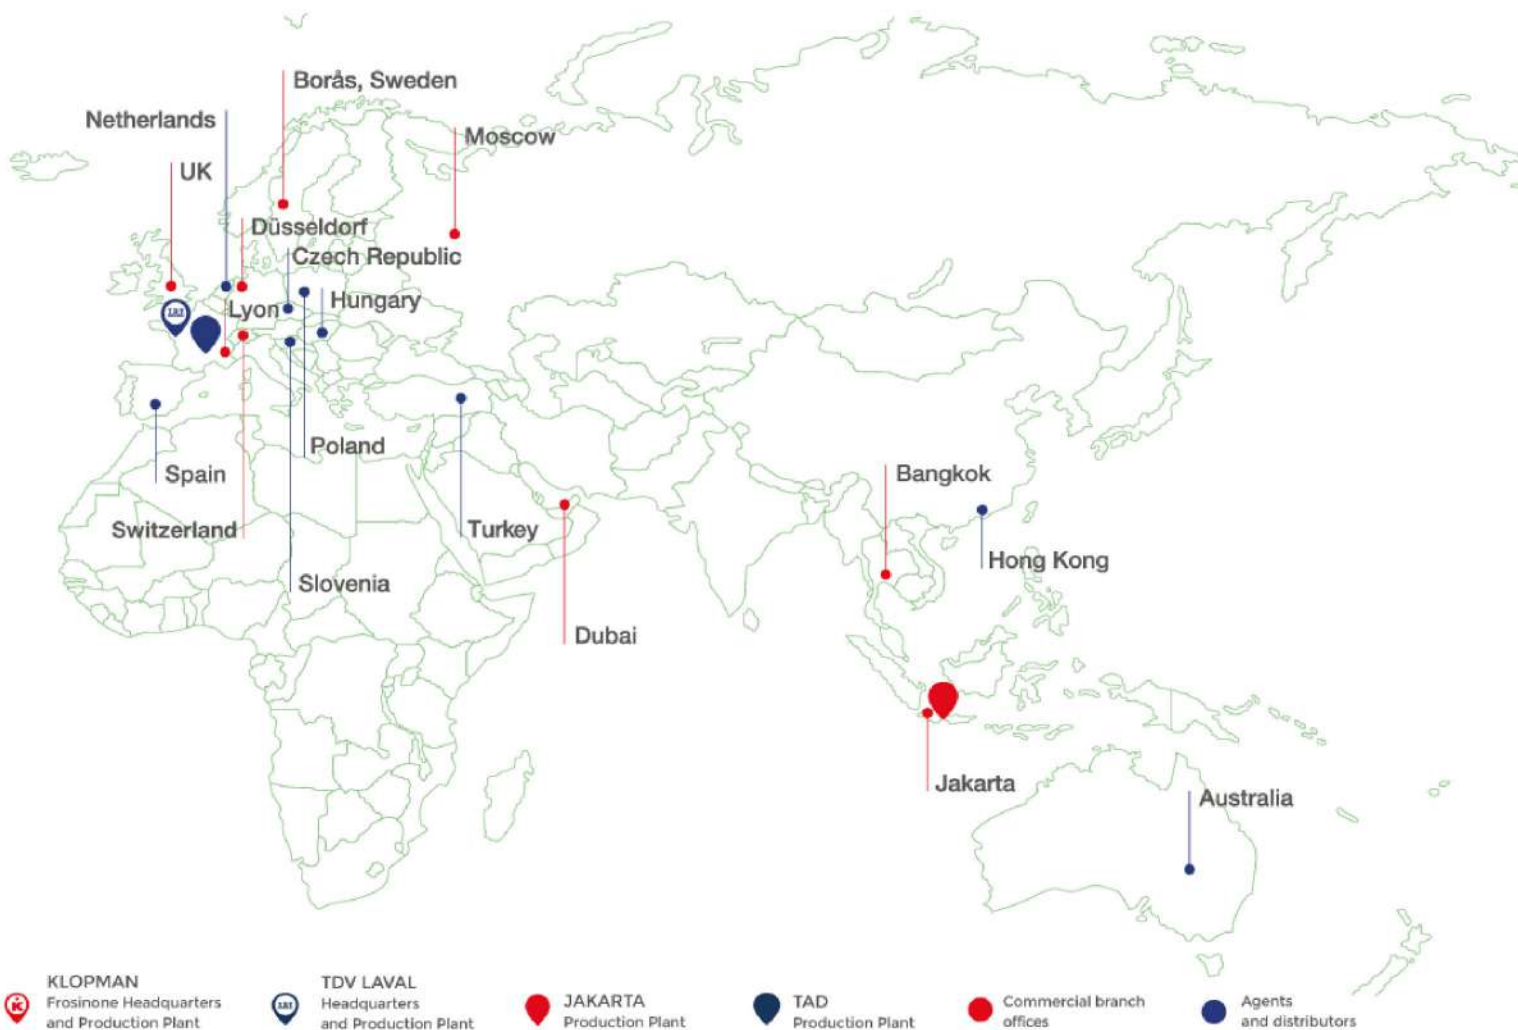 Borås, Sweden
Netherlands
Moscow
UK
Düsseldorf
Czech Republic
Lyon
Hungary
Poland
Spain
Bangkok
Switzerland
Turkey
Hong Kong
Slovenia
Dubai
Jakarta
Australia
KLOPMAN
Frosinone Headquarters
and Production Plant
TDV LAVAL
Headquarters
and Production Plant
JAKARTA
Production Plant
TAD
Production Plant
Commercial branch
offices
Agents
and distributors